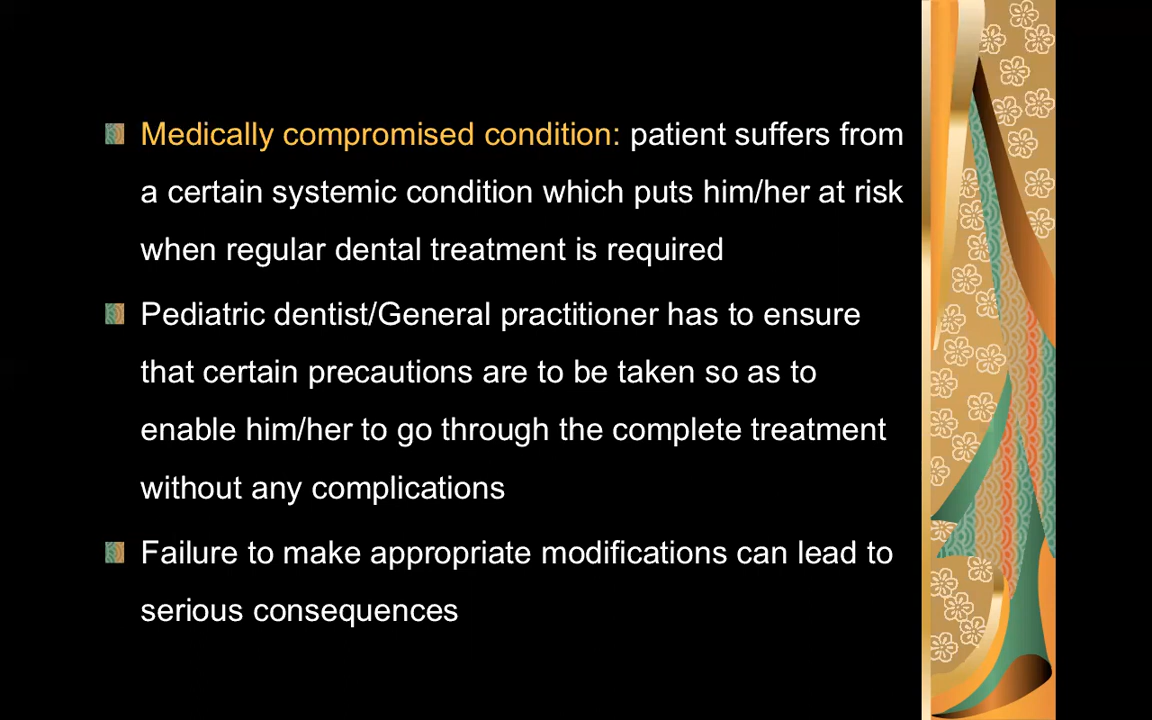 Medically compromised condition: patient suffers from
a certain systemic condition which puts him/her at risk
when regular dental treatment is required
Pediatric dentist/General practitioner has to ensure
that certain precautions are to be taken so as to
enable him/her to go through the complete treatment
without any complications
Failure to make appropriate modifications can lead to
serious consequences